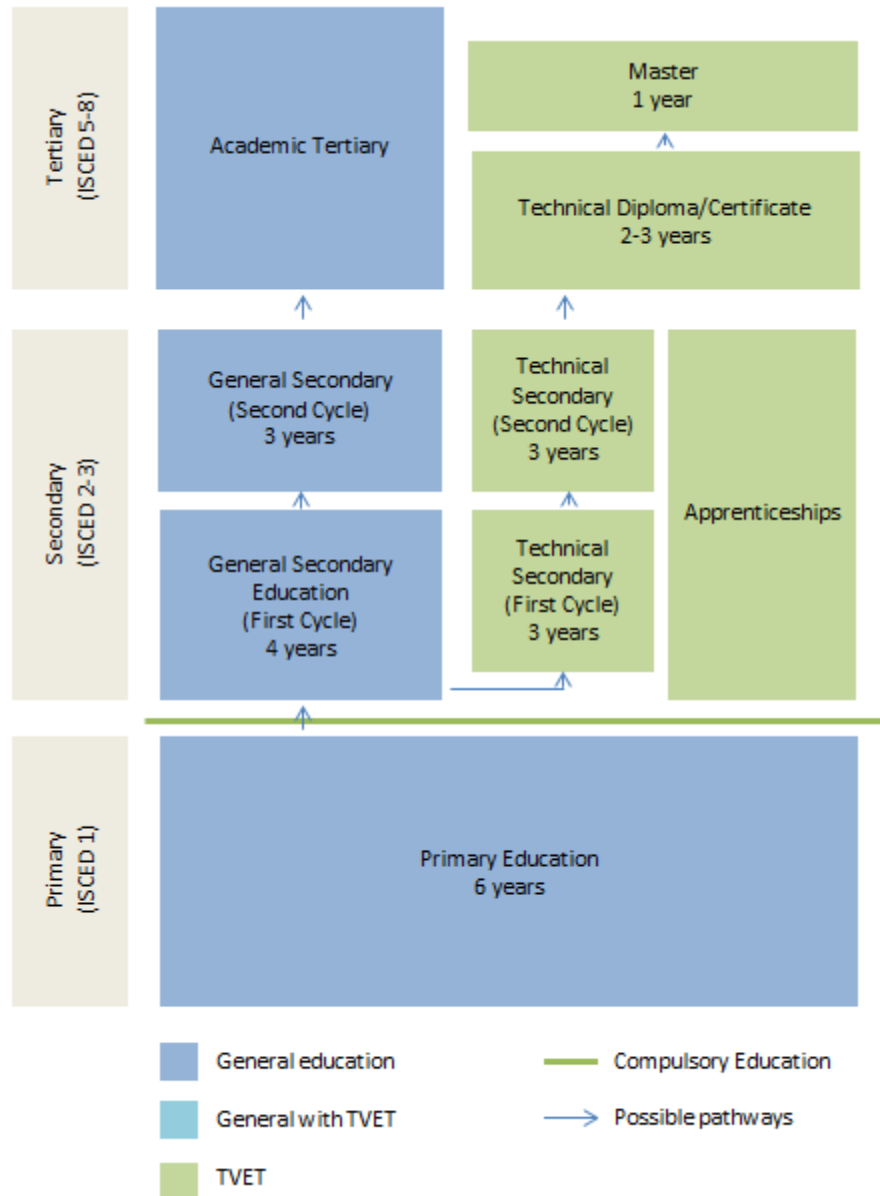 Tertiary
(ISCED 5-8)
Academic Tertiary
Master
1 year
Technical Diploma/Certificate
2-3 years
Secondary
(ISCED 2-3)
General Secondary
(Second Cycle)
3 years
Technical
Secondary
(Second Cycle)
3 years
Apprenticeships
General Secondary
Education
(First Cycle)
4 years
Technical
Secondary
(First Cycle)
3 years
Primary
(ISCED 1)
Primary Education
6 years
General education
Compulsory Education
General with TVET
Possible pathways
TVET